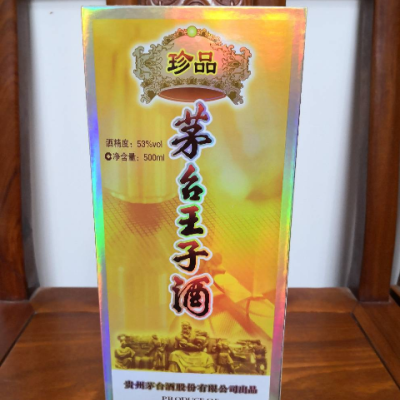 珍品
酒精度：53%vol
净含量：500ml
茅台王子酒
贵州茅台酒股份有限公司出品